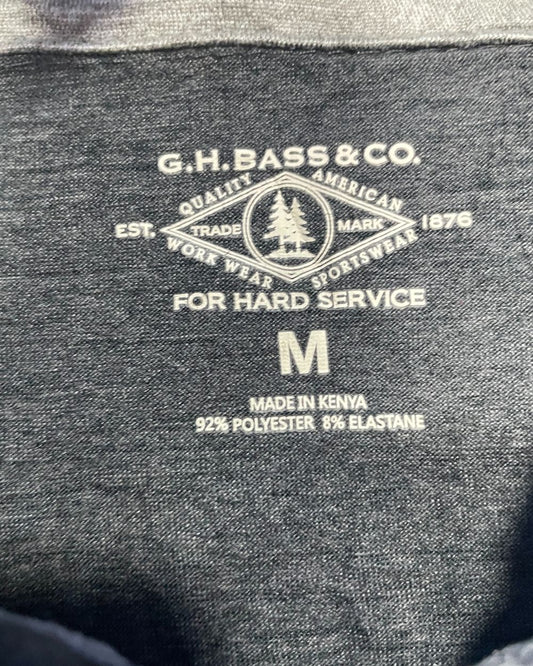 G.H.BASS & CO.
QUALITY AMERICAN
EST. TRADE MARK 1876
WORK WEAR SPORTSWEAR
FOR HARD SERVICE
M
MADE IN KENYA
92% POLYESTER 8% ELASTANE